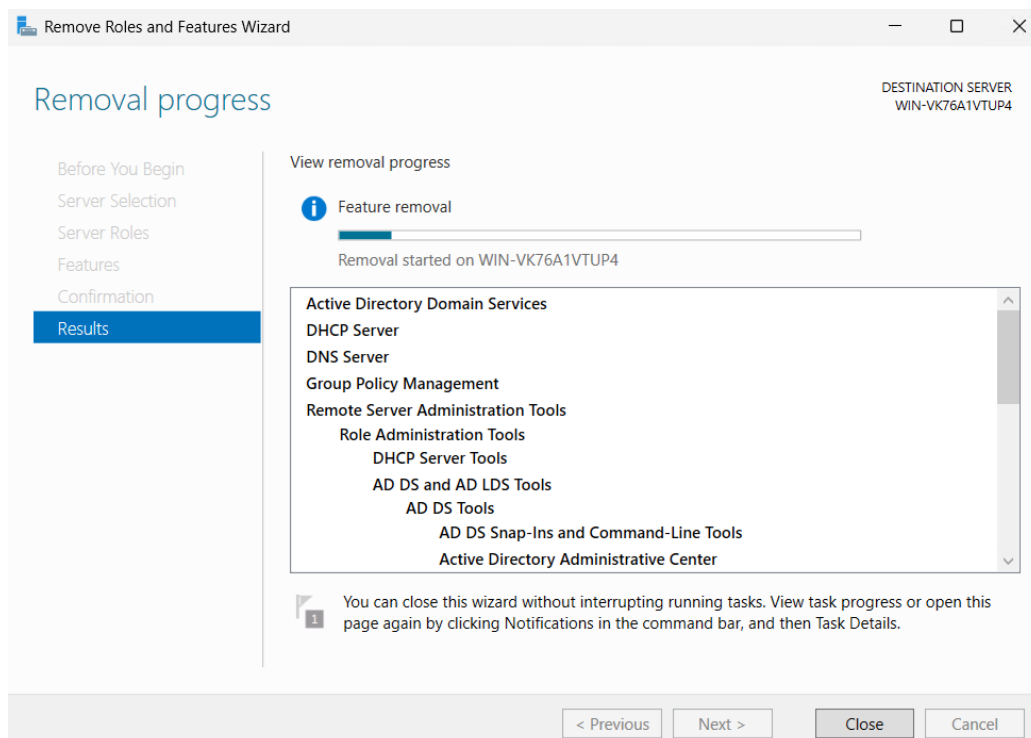 Remove Roles and Features Wizard
Removal progress
DESTINATION SERVER
WIN-VK76A1VTUP4
Before You Begin
Server Selection
Server Roles
Features
Confirmation
Results
View removal progress
Feature removal
Removal started on WIN-VK76A1VTUP4
Active Directory Domain Services
DHCP Server
DNS Server
Group Policy Management
Remote Server Administration Tools
Role Administration Tools
DHCP Server Tools
AD DS and AD LDS Tools
AD DS Tools
AD DS Snap-Ins and Command-Line Tools
Active Directory Administrative Center
1
You can close this wizard without interrupting running tasks. View task progress or open this
page again by clicking Notifications in the command bar, and then Task Details.
< Previous
Next >
Close
Cancel